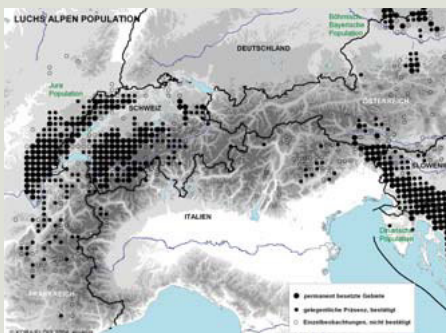 LUCHS ALPEN POPULATION
Böhmisch
Bayerische
Population
DEUTSCHLAND
Jura
Population
SCHWEIZ
ÖSTERREICH
SLOWENIEN
ITALIEN
Dinarische
Population
FRANKREICH
permanent besetzte Gebiete
gelegentliche Präsenz, bestätigt
Einzelbeobachtungen, nicht bestätigt